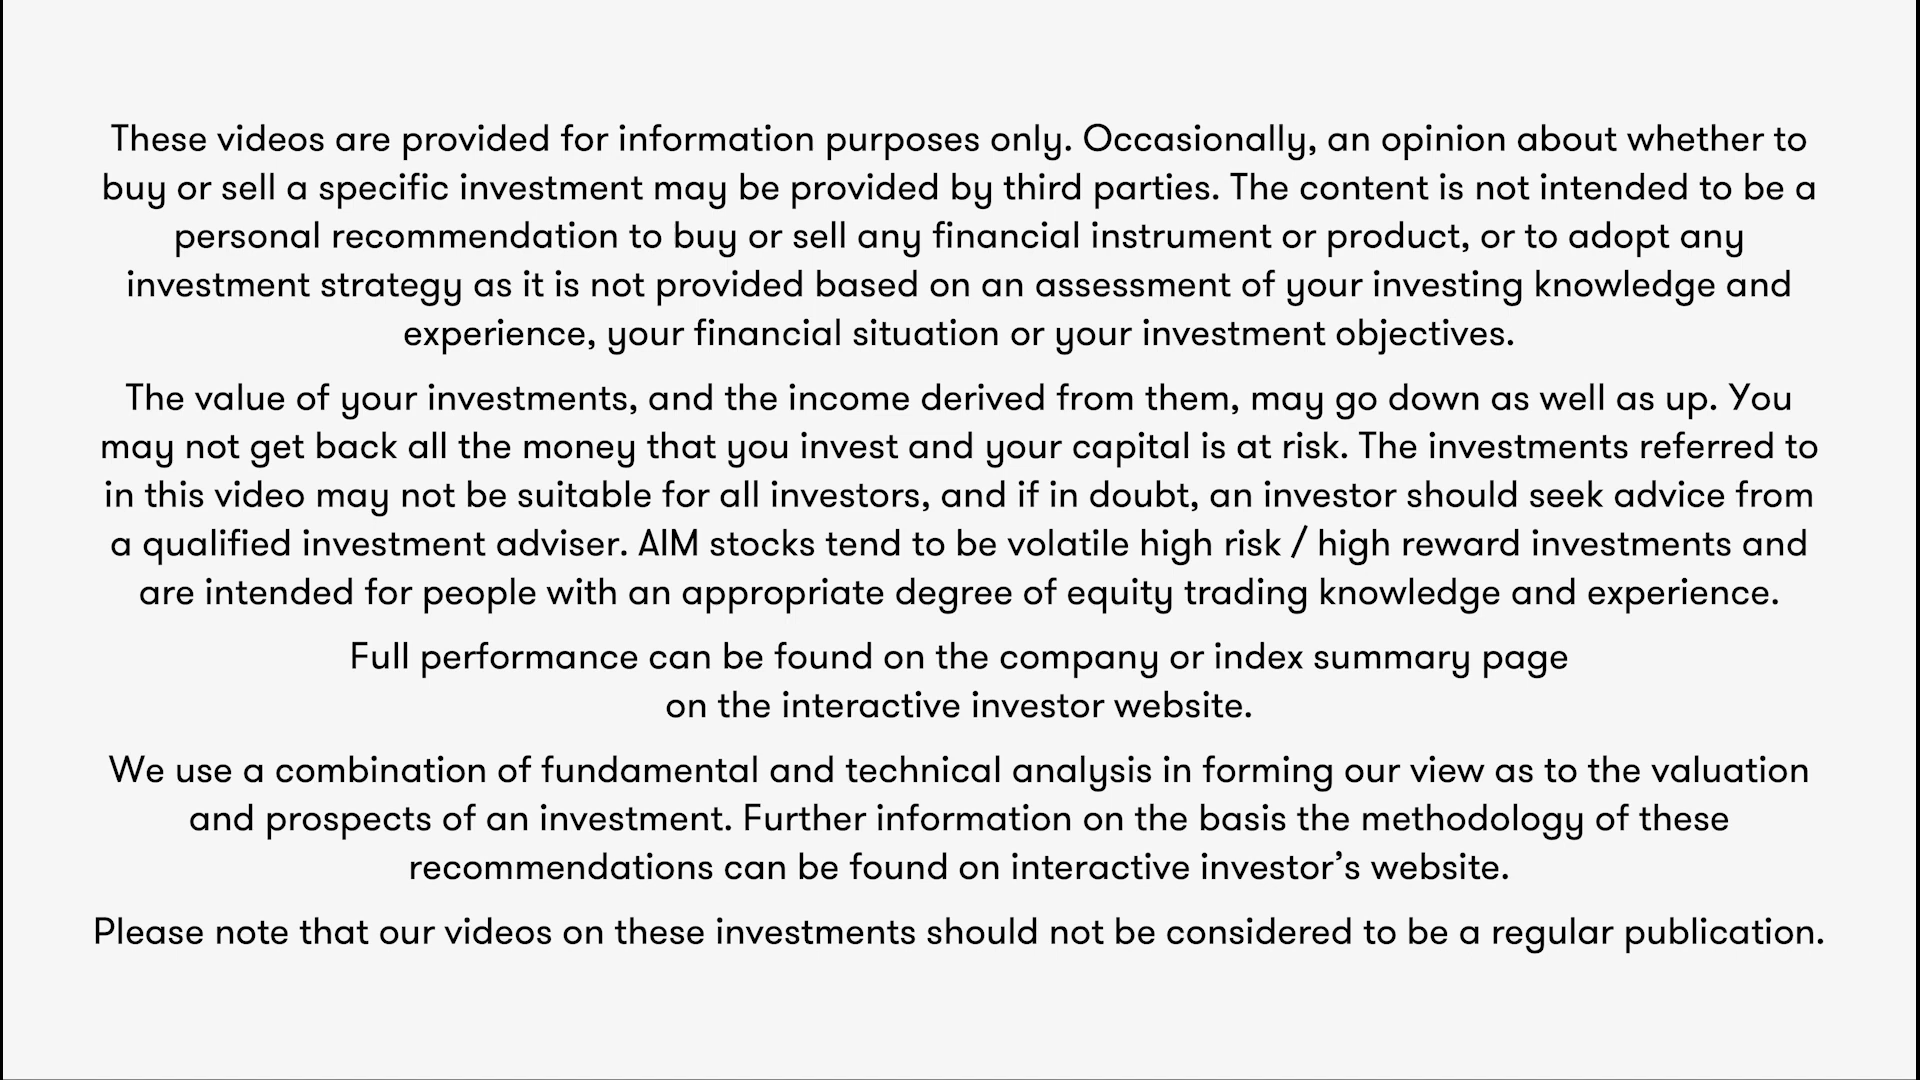 These videos are provided for information purposes only. Occasionally, an opinion about whether to
buy or sell a specific investment may be provided by third parties. The content is not intended to be a
personal recommendation to buy or sell any financial instrument or product, or to adopt any
investment strategy as it is not provided based on an assessment of your investing knowledge and
experience, your financial situation or your investment objectives.
The value of your investments, and the income derived from them, may go down as well as up. You
may not get back all the money that you invest and your capital is at risk. The investments referred to
in this video may not be suitable for all investors, and if in doubt, an investor should seek advice from
a qualified investment adviser. AIM stocks tend to be volatile high risk / high reward investments and
are intended for people with an appropriate degree of equity trading knowledge and experience.
Full performance can be found on the company or index summary page
on the interactive investor website.
We use a combination of fundamental and technical analysis in forming our view as to the valuation
and prospects of an investment. Further information on the basis the methodology of these
recommendations can be found on interactive investor’s website.
Please note that our videos on these investments should not be considered to be a regular publication.